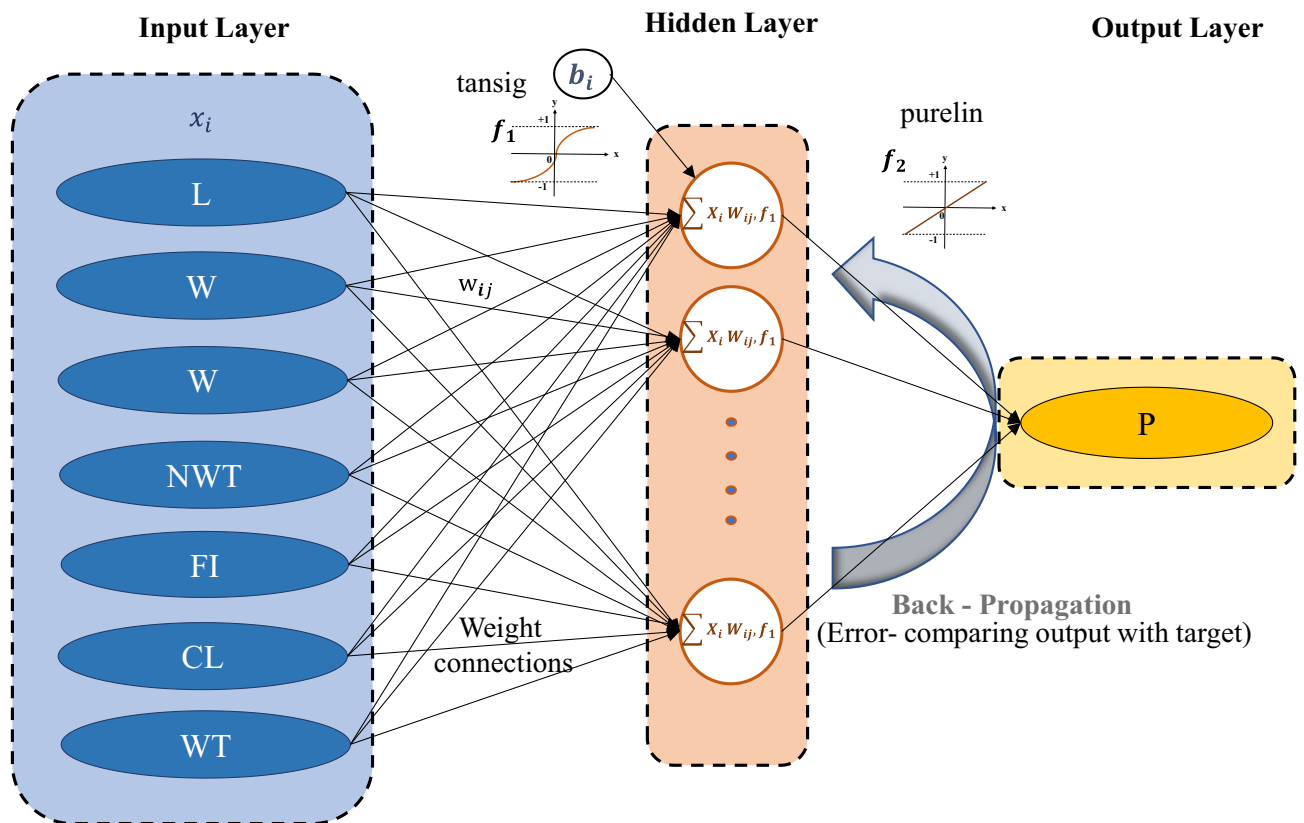 Input Layer
Hidden Layer
Output Layer
x_i
L
W
W
NWT
FI
CL
WT
tansig
f_1
y
+1
0
x
-1
b_i
w_ij
Weight
connections
∑ X_i W_ij, f_1
∑ X_i W_ij, f_1
∑ X_i W_ij, f_1
purelin
f_2
y
+1
0
x
-1
P
Back - Propagation
(Error- comparing output with target)